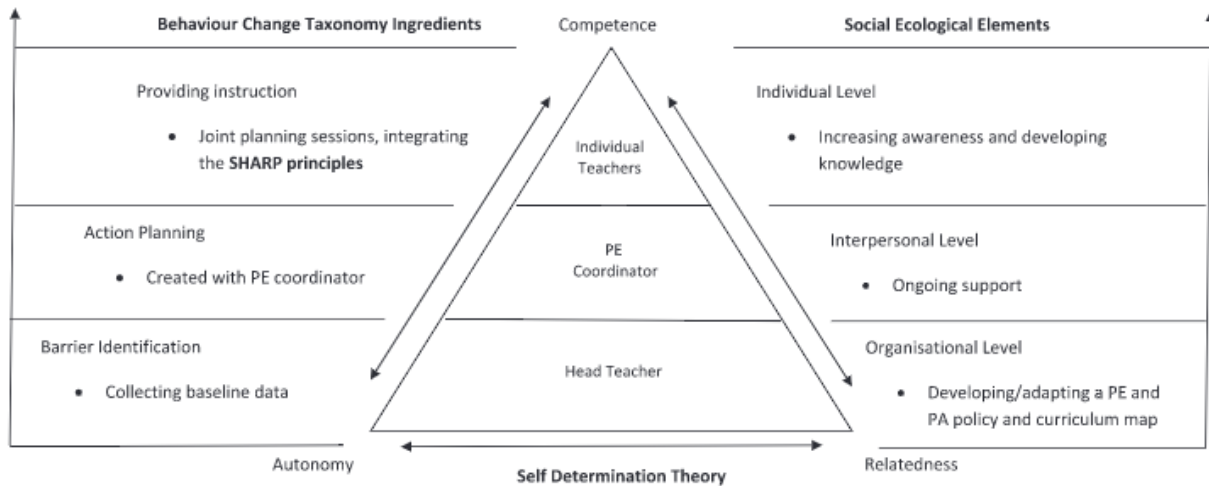 Behaviour Change Taxonomy Ingredients
Competence
Social Ecological Elements
Providing instruction
• Joint planning sessions, integrating
the SHARP principles
Individual
Teachers
Individual Level
• Increasing awareness and developing
knowledge
Action Planning
• Created with PE coordinator
PE
Coordinator
Interpersonal Level
• Ongoing support
Barrier Identification
• Collecting baseline data
Head Teacher
Organisational Level
• Developing/adapting a PE and
PA policy and curriculum map
Autonomy
Self Determination Theory
Relatedness